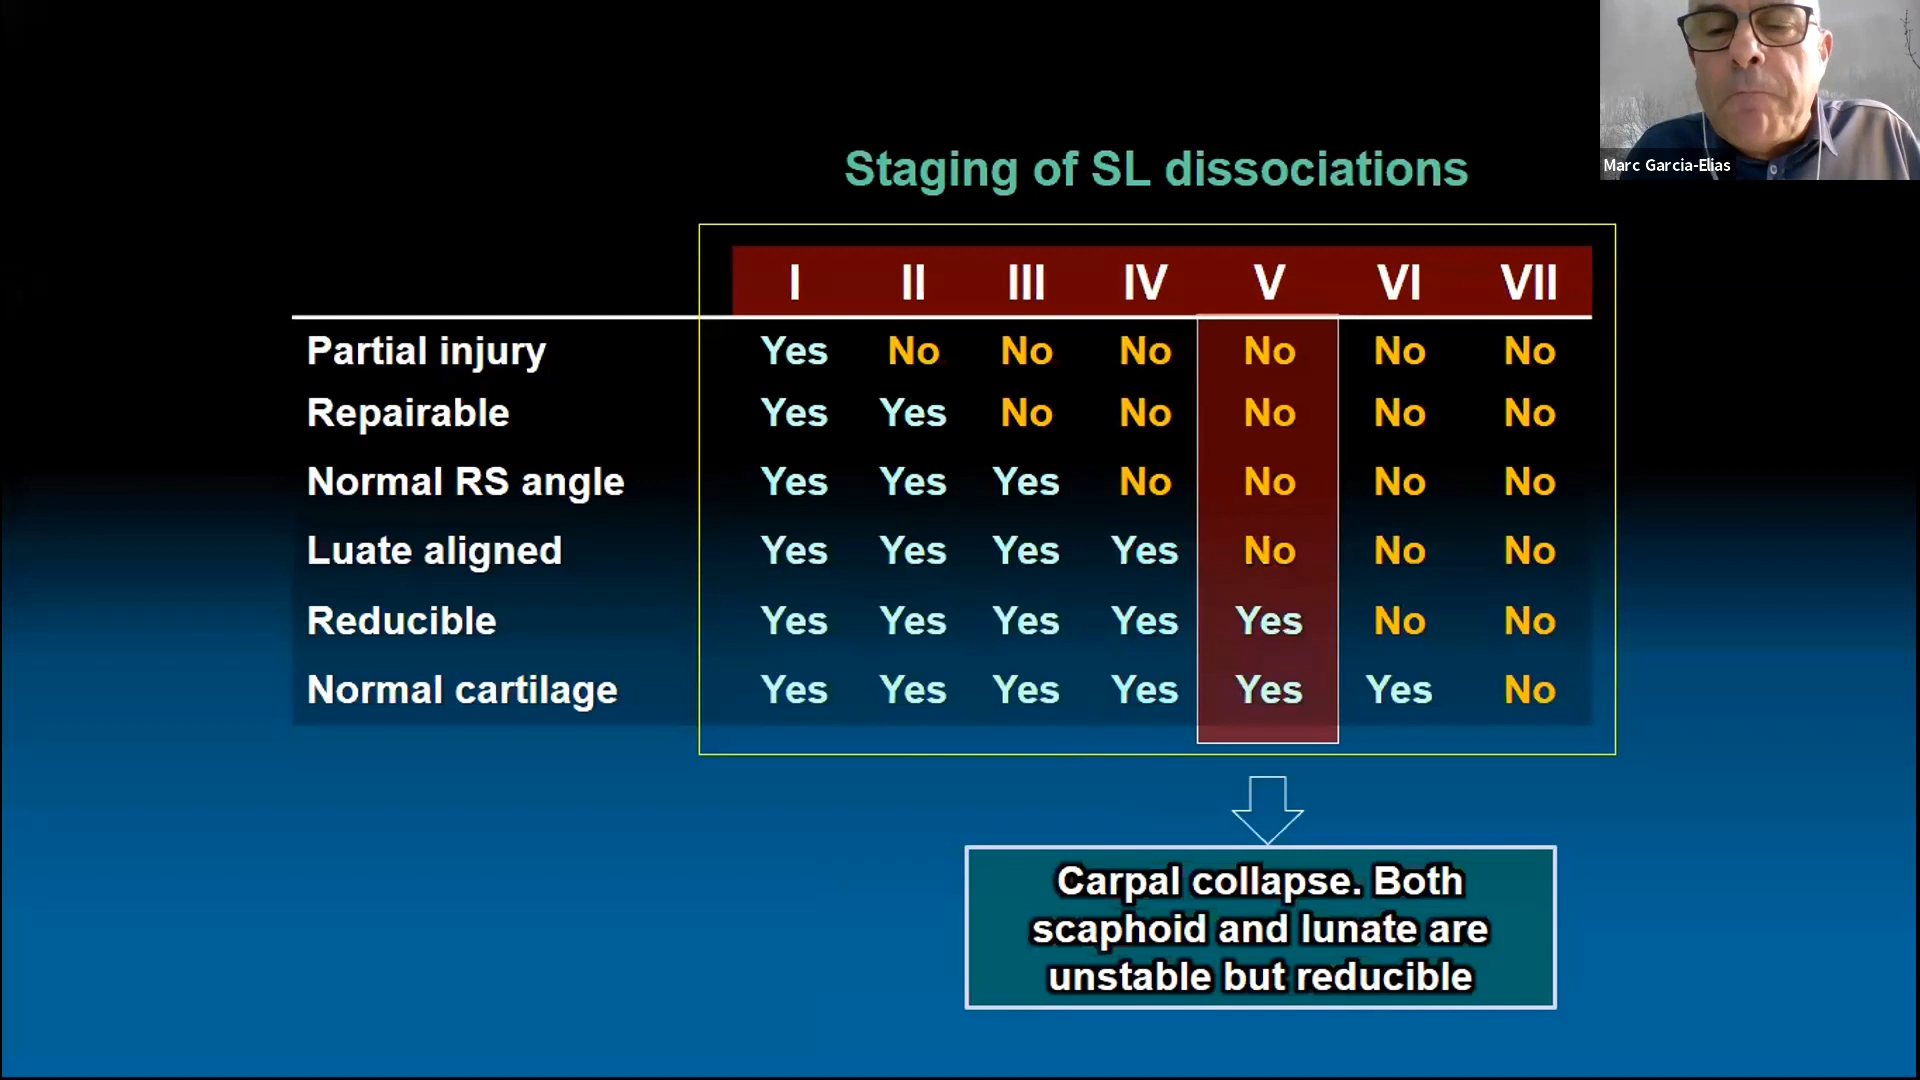 Marc Garcia-Elias
Staging of SL dissociations
I II III IV V VI VII
Partial injury Yes No No No No No No
Repairable Yes Yes No No No No No
Normal RS angle Yes Yes Yes No No No No
Luate aligned Yes Yes Yes Yes No No No
Reducible Yes Yes Yes Yes Yes No No
Normal cartilage Yes Yes Yes Yes Yes Yes No
Carpal collapse. Both
scaphoid and lunate are
unstable but reducible